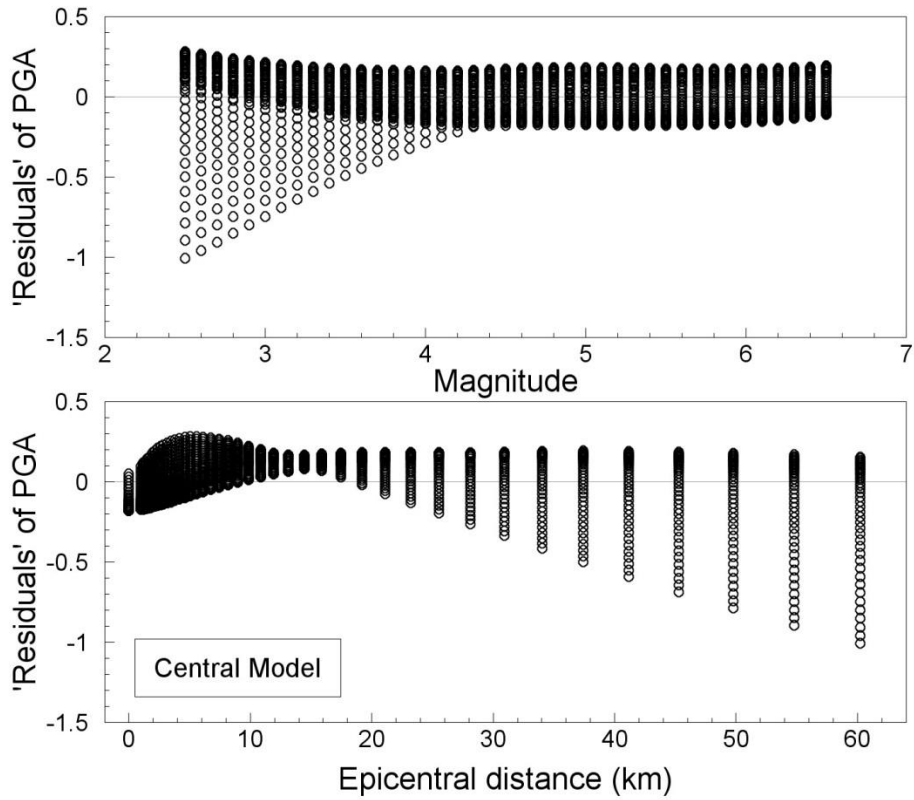 0.5
0
-0.5
-1
-1.5
'Residuals' of PGA
2 3 4 5 6 7
Magnitude
0.5
0
-0.5
-1
-1.5
'Residuals' of PGA
Central Model
0 10 20 30 40 50 60
Epicentral distance (km)